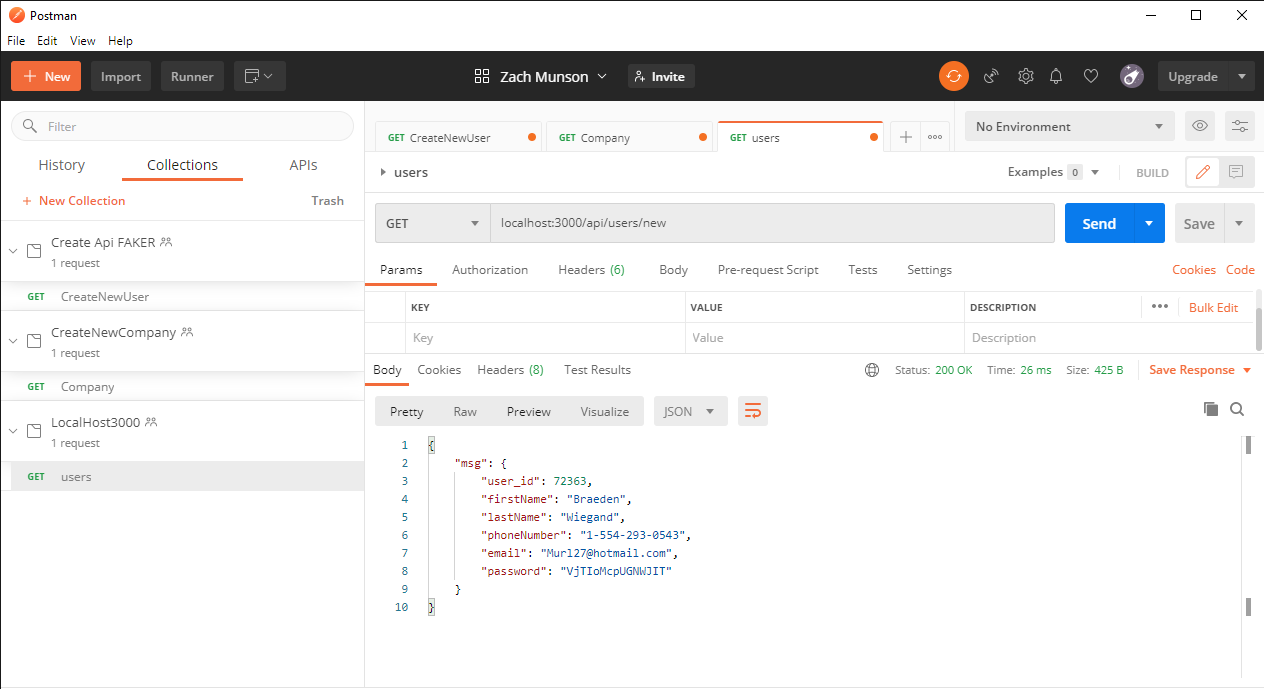 Postman
File Edit View Help
+ New Import Runner Zach Munson Invite Upgrade
Filter
History Collections APIs
+ New Collection Trash
Create Api FAKER
1 request
GET CreateNewUser
CreateNewCompany
1 request
GET Company
LocalHost3000
1 request
GET users
GET CreateNewUser GET Company GET users + ••• No Environment
users Examples 0 BUILD
GET localhost:3000/api/users/new Send Save
Params Authorization Headers (6) Body Pre-request Script Tests Settings Cookies Code
KEY VALUE DESCRIPTION ••• Bulk Edit
Key Value Description
Body Cookies Headers (8) Test Results Status: 200 OK Time: 26 ms Size: 425 B Save Response
Pretty Raw Preview Visualize JSON
1 {
2 "msg": {
3 "user_id": 72363,
4 "firstName": "Braeden",
5 "lastName": "Wiegand",
6 "phoneNumber": "1-554-293-0543",
7 "email": "Murl27@hotmail.com",
8 "password": "VjTIoMcpUGNWJIT"
9 }
10 }